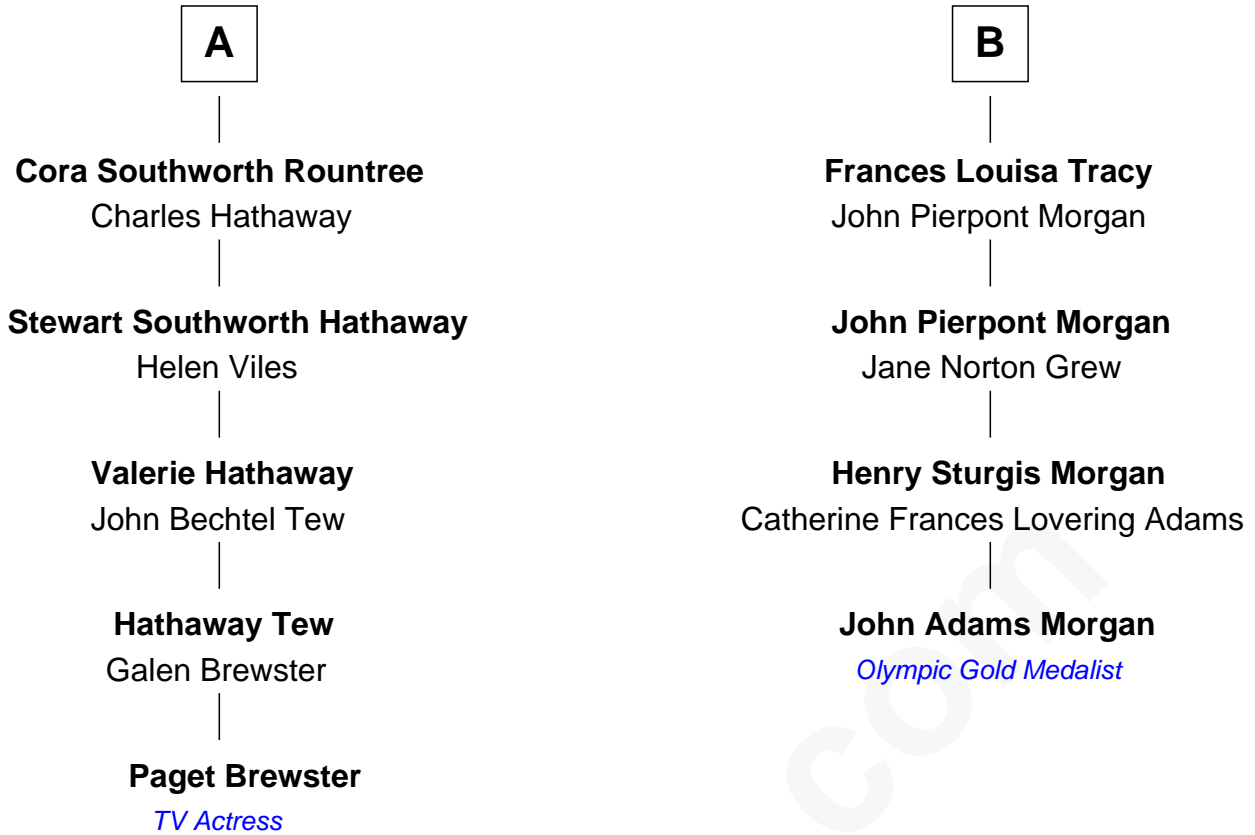 A
Cora Southworth Rountree
Charles Hathaway
Stewart Southworth Hathaway
Helen Viles
Valerie Hathaway
John Bechtel Tew
Hathaway Tew
Galen Brewster
Paget Brewster
TV Actress
B
Frances Louisa Tracy
John Pierpont Morgan
John Pierpont Morgan
Jane Norton Grew
Henry Sturgis Morgan
Catherine Frances Lovering Adams
John Adams Morgan
Olympic Gold Medalist
com